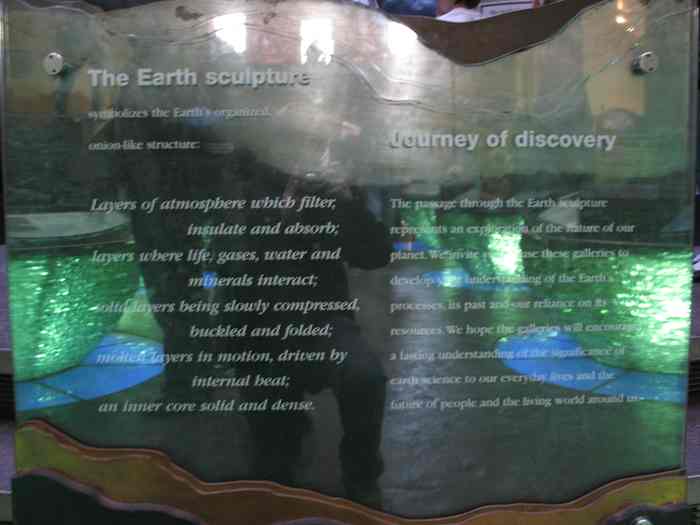 The Earth sculpture
symbolizes the Earth's organized,
onion-like structure:
Layers of atmosphere which filter,
insulate and absorb;
layers where life, gases, water and
minerals interact;
solid layers being slowly compressed,
buckled and folded;
molten layers in motion, driven by
internal heat;
an inner core solid and dense.
Journey of discovery
The passage through the Earth sculpture
represents an exploration of the nature of our
planet. We invite you to use these galleries to
develop your understanding of the Earth's
processes, its past and our reliance on its
resources. We hope the galleries will encourage
a lasting understanding of the significance of
earth science to our everyday lives and the
future of people and the living world around us.